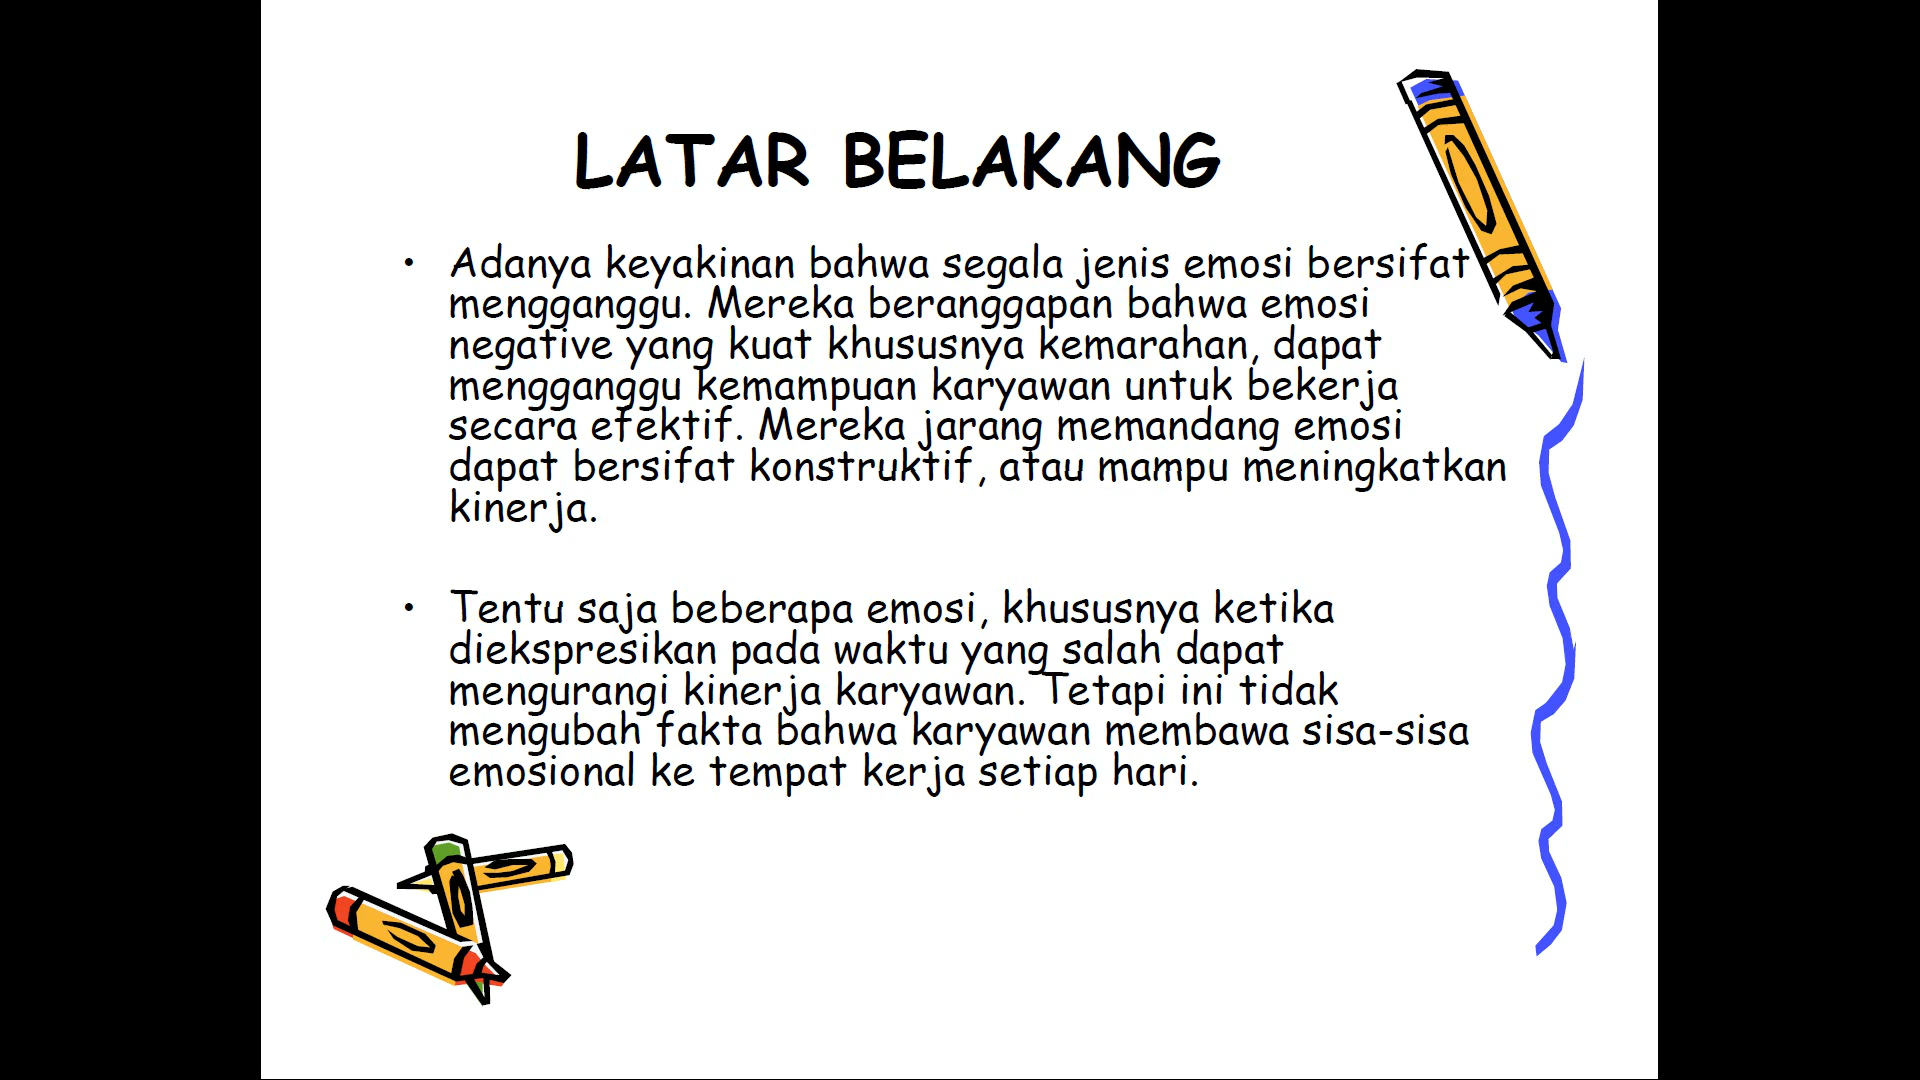 LATAR BELAKANG
• Adanya keyakinan bahwa segala jenis emosi bersifat
mengganggu. Mereka beranggapan bahwa emosi
negative yang kuat khususnya kemarahan, dapat
mengganggu kemampuan karyawan untuk bekerja
secara efektif. Mereka jarang memandang emosi
dapat bersifat konstruktif, atau mampu meningkatkan
kinerja.
• Tentu saja beberapa emosi, khususnya ketika
diekspresikan pada waktu yang salah dapat
mengurangi kinerja karyawan. Tetapi ini tidak
mengubah fakta bahwa karyawan membawa sisa-sisa
emosional ke tempat kerja setiap hari.